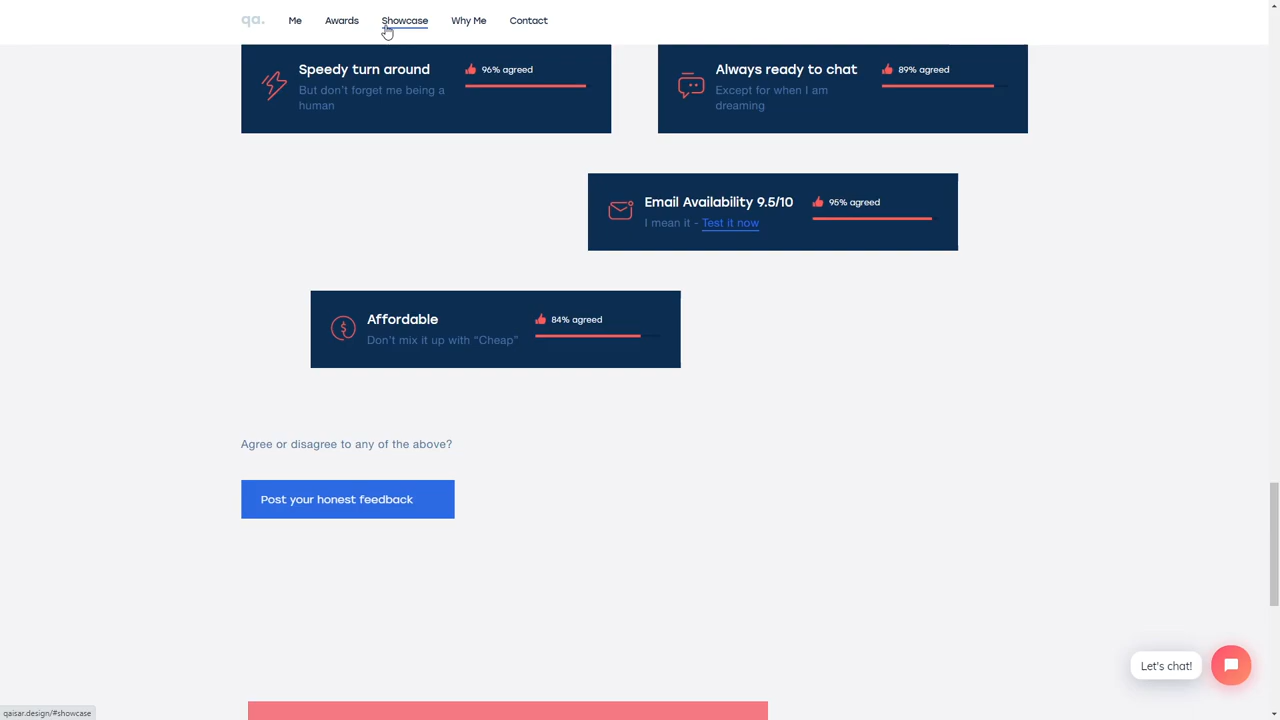 qa.
Me
Awards
Showcase
Why Me
Contact
Speedy turn around
96% agreed
But don't forget me being a
human
Always ready to chat
89% agreed
Except for when I am
dreaming
Email Availability 9.5/10
95% agreed
I mean it - Test it now
Affordable
84% agreed
Don't mix it up with “Cheap”
Agree or disagree to any of the above?
Post your honest feedback
Let's chat!
qaisar.design/#showcase